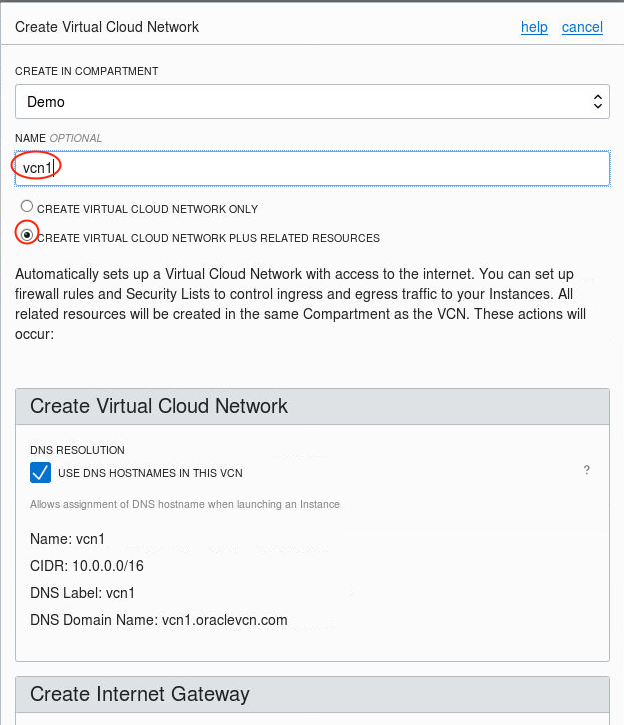 Create Virtual Cloud Network help cancel
CREATE IN COMPARTMENT
Demo
NAME OPTIONAL
vcn1
CREATE VIRTUAL CLOUD NETWORK ONLY
CREATE VIRTUAL CLOUD NETWORK PLUS RELATED RESOURCES
Automatically sets up a Virtual Cloud Network with access to the internet. You can set up
firewall rules and Security Lists to control ingress and egress traffic to your Instances. All
related resources will be created in the same Compartment as the VCN. These actions will
occur:
Create Virtual Cloud Network
DNS RESOLUTION
USE DNS HOSTNAMES IN THIS VCN ?
Allows assignment of DNS hostname when launching an Instance
Name: vcn1
CIDR: 10.0.0.0/16
DNS Label: vcn1
DNS Domain Name: vcn1.oraclevcn.com
Create Internet Gateway